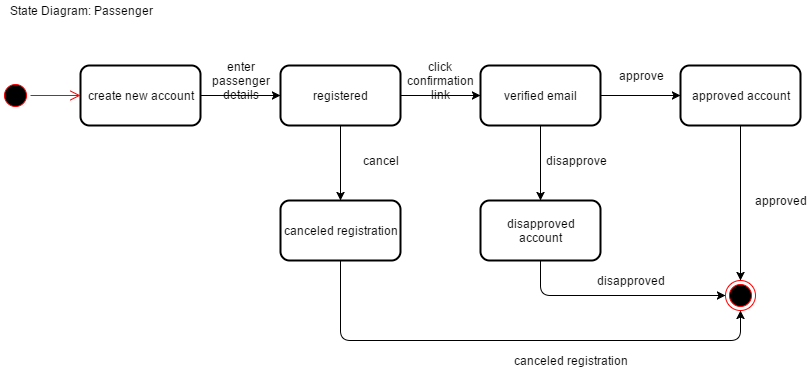 State Diagram: Passenger
enter
passenger
details
click
confirmation
link
approve
create new account
registered
verified email
approved account
cancel
disapprove
approved
canceled registration
disapproved
account
disapproved
canceled registration